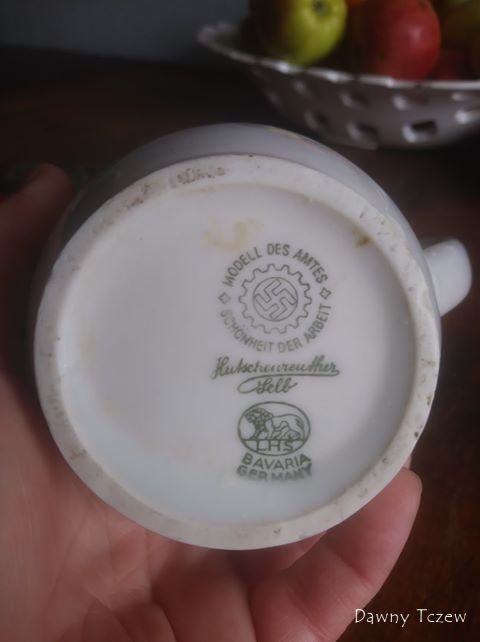 MODELL DES AMTES
SCHÖNHEIT DER ARBEIT
Hutschenreuther
Selb
LHS
BAVARIA
GERMANY
Dawny Tczew